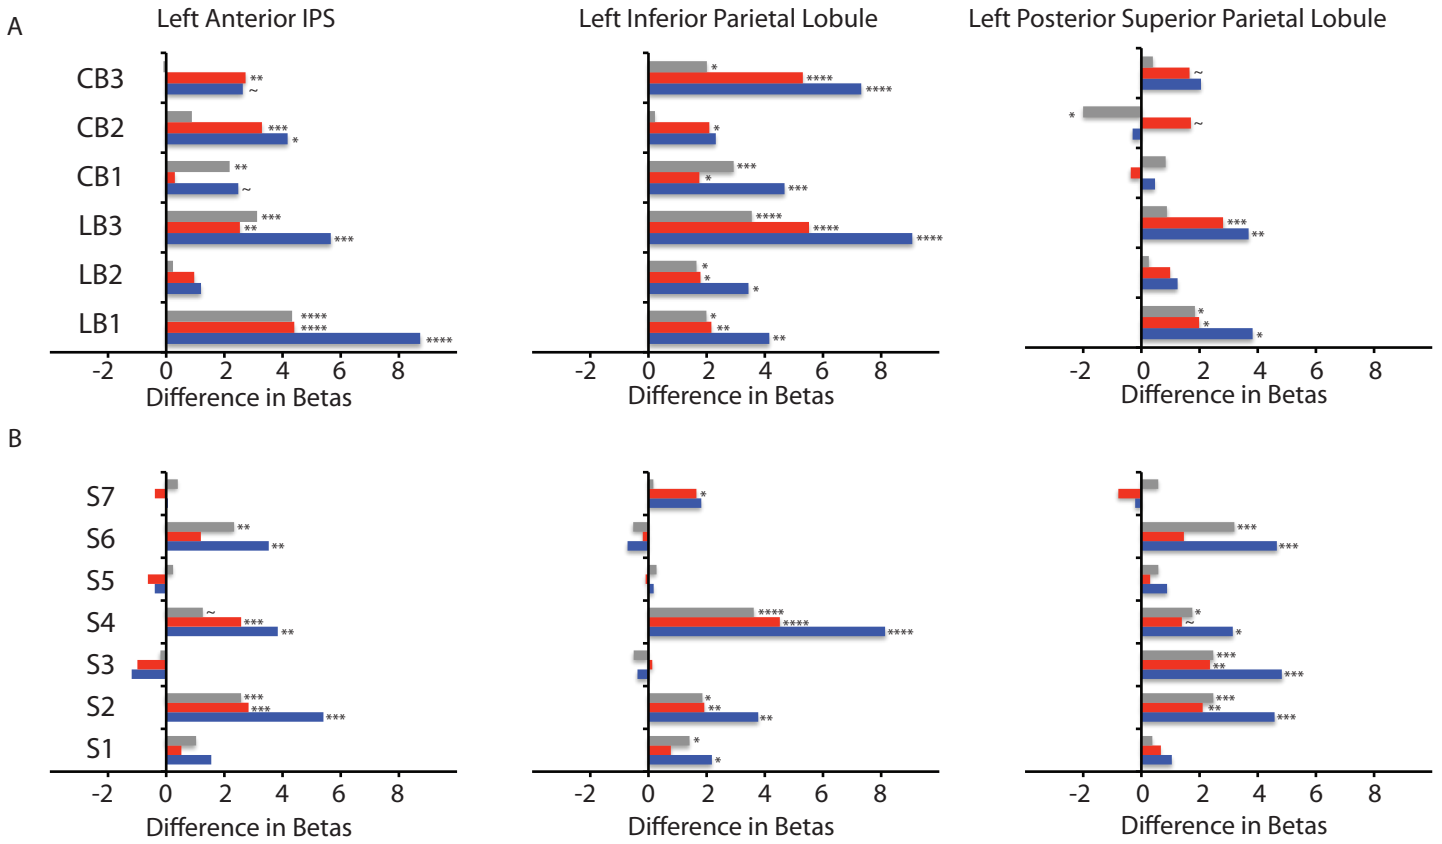 A
Left Anterior IPS
Left Inferior Parietal Lobule
Left Posterior Superior Parietal Lobule
CB3
** ~
* **** ****
~
CB2
*** *
*
* ~
CB1
** ~
*** * ***
LB3
*** ** ***
**** **** ****
*** **
LB2
* * *
LB1
**** **** ****
* ** **
* * *
-2 0 2 4 6 8
-2 0 2 4 6 8
-2 0 2 4 6 8
Difference in Betas
Difference in Betas
Difference in Betas
B
S7
*
S6
** **
*** ***
S5
S4
~ *** **
**** **** ****
* ~ *
S3
*** ** ***
S2
*** *** ***
* ** **
*** ** ***
S1
* *
-2 0 2 4 6 8
-2 0 2 4 6 8
-2 0 2 4 6 8
Difference in Betas
Difference in Betas
Difference in Betas